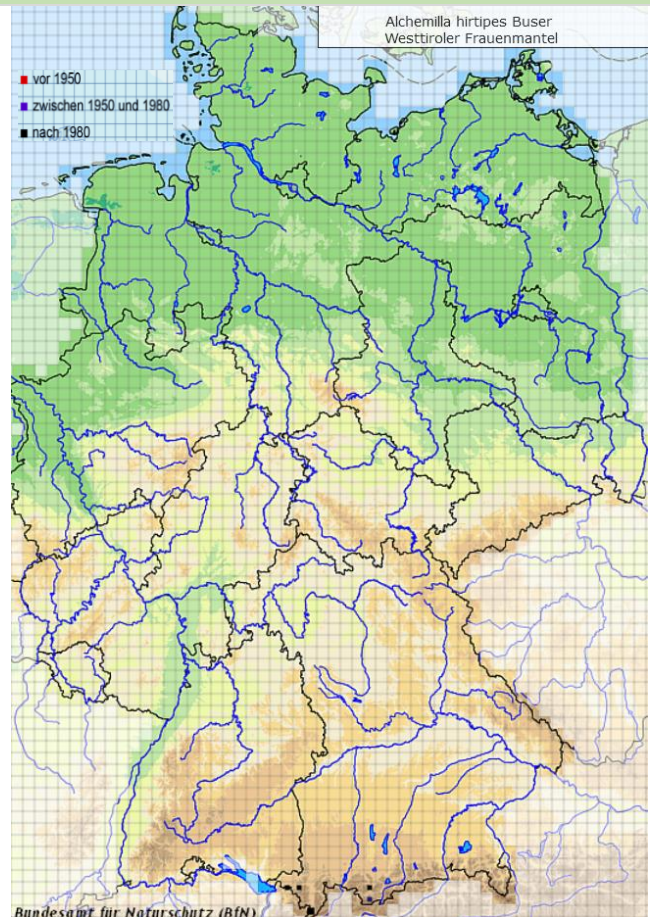 Alchemilla hirtipes Buser
Westtiroler Frauenmantel
vor 1950
zwischen 1950 und 1980
nach 1980
Bundesamt für Naturschutz (BfN)